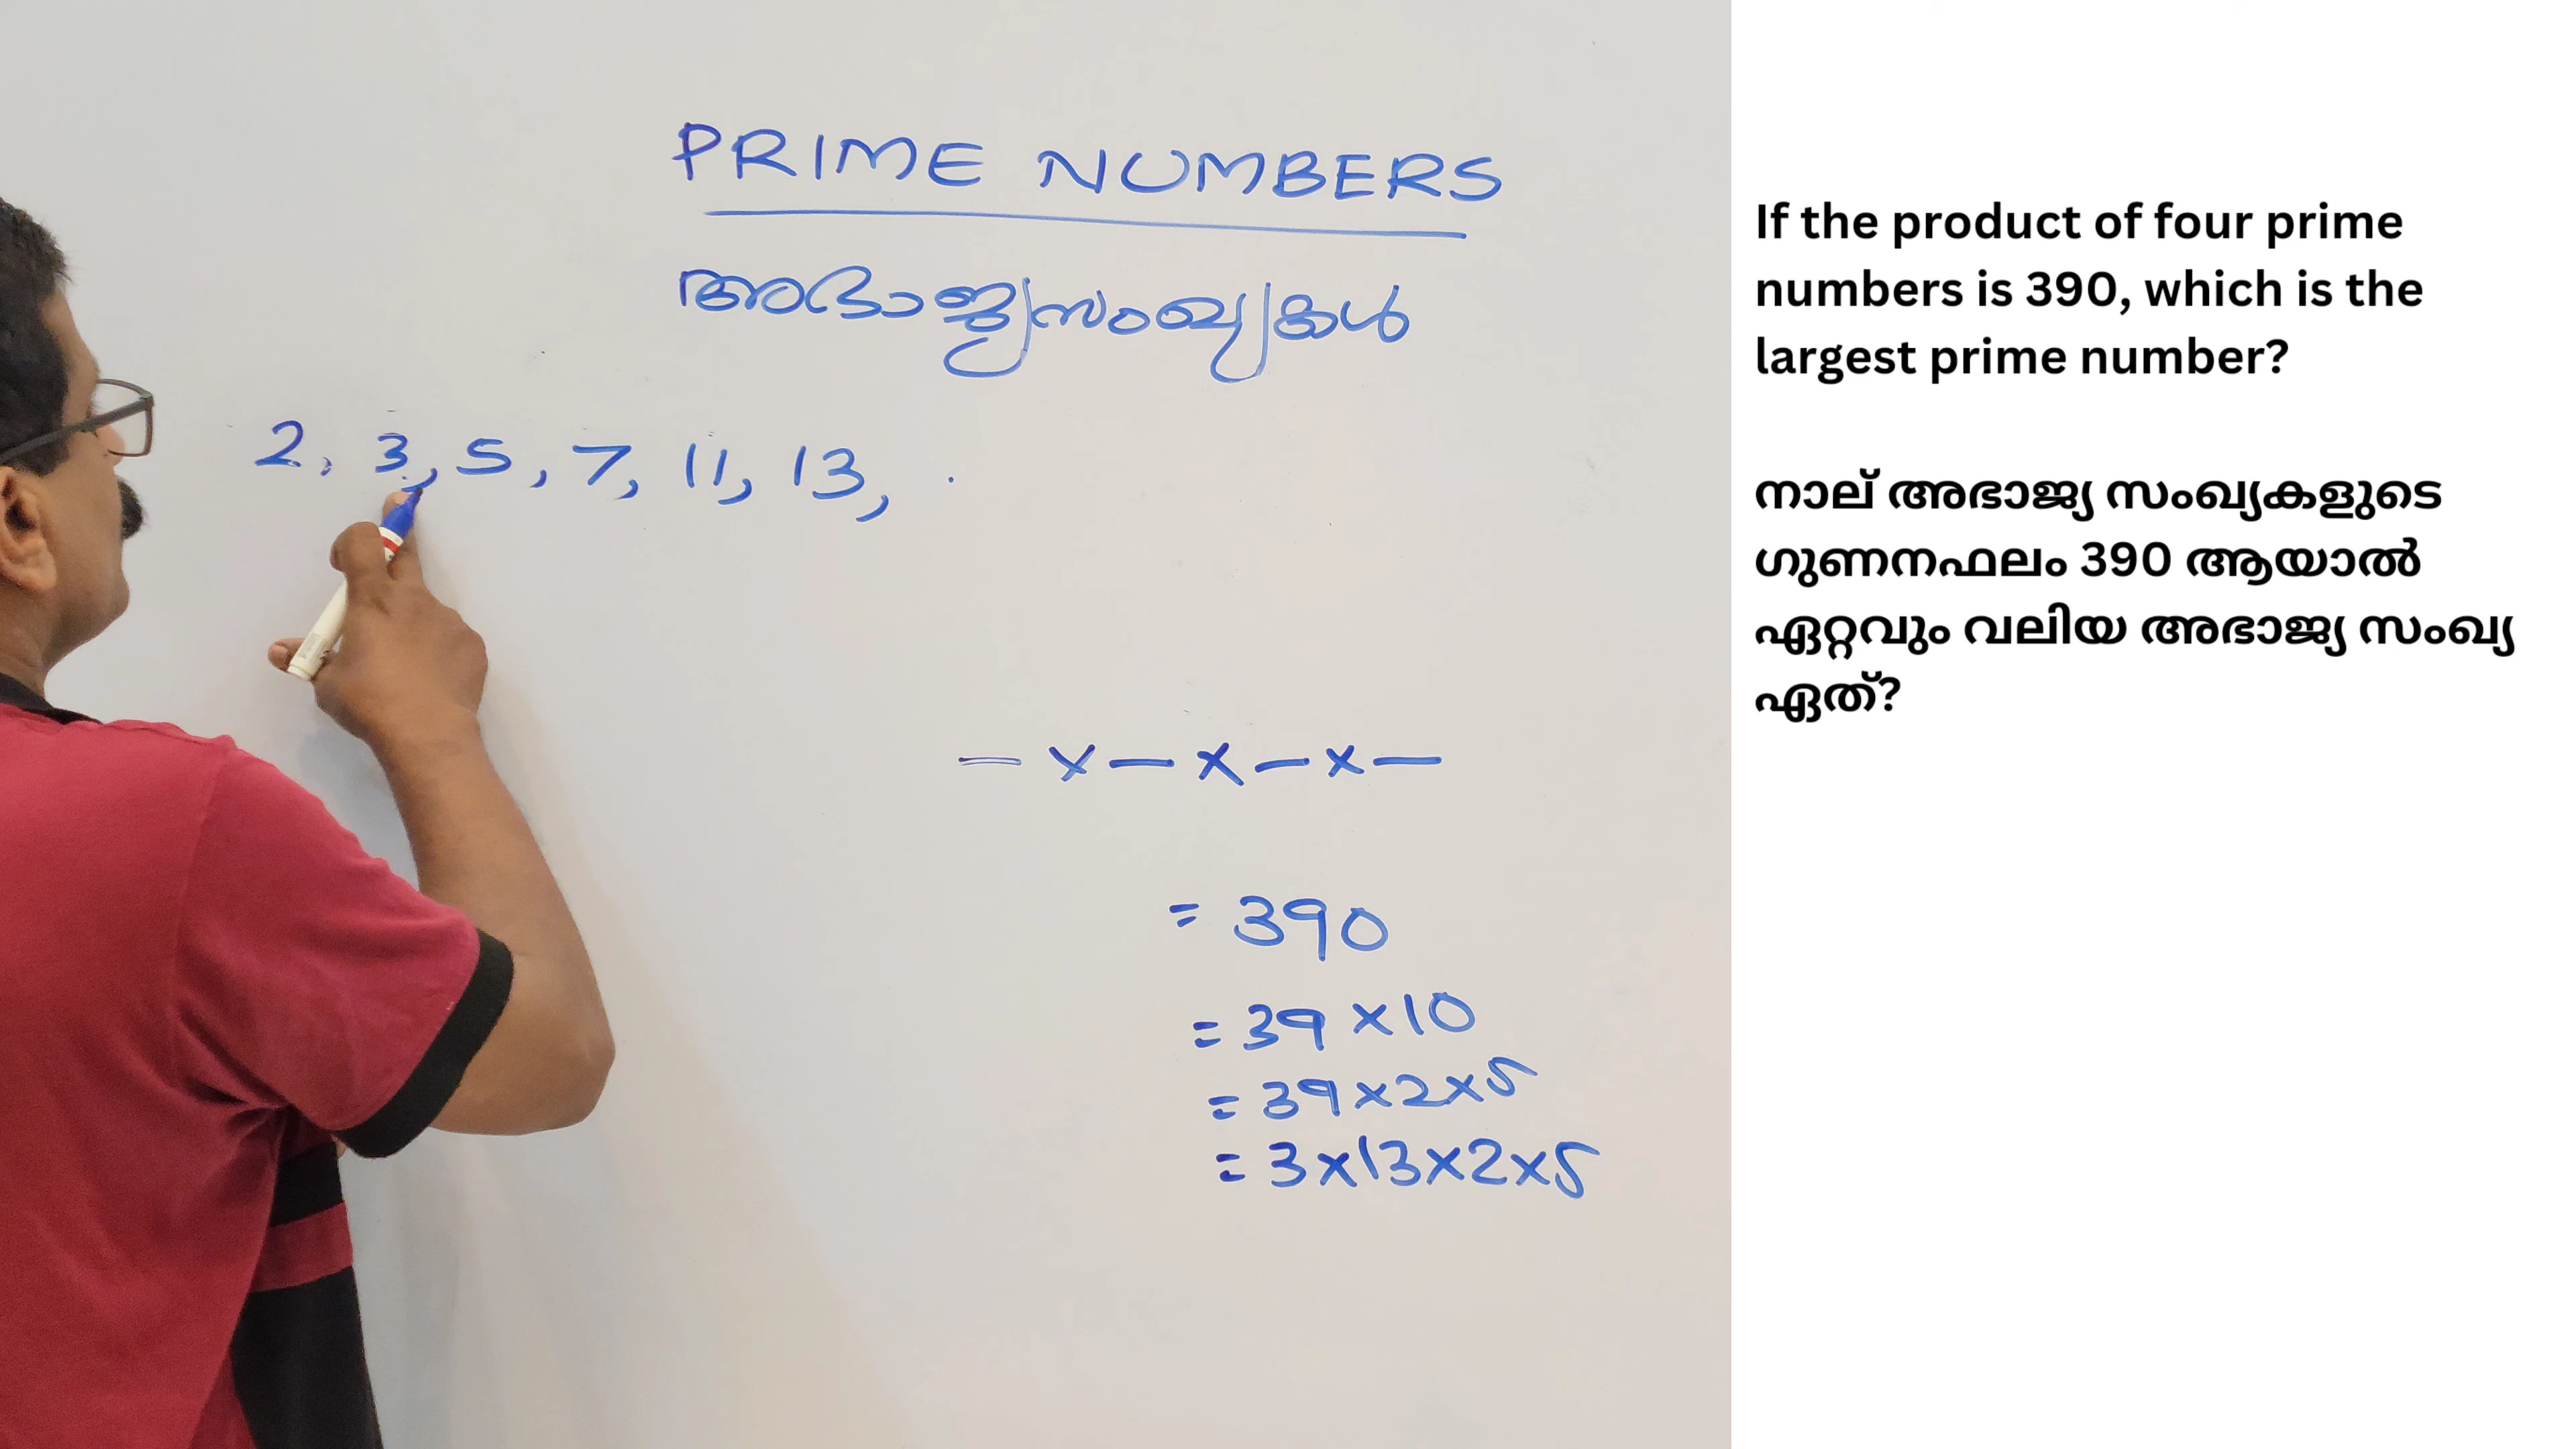 PRIME NUMBERS
അഭാജ്യസംഖ്യകൾ
2, 3, 5, 7, 11, 13,
— × — × — × —
= 390
= 39 × 10
= 39 × 2 × 5
= 3 × 13 × 2 × 5
If the product of four prime
numbers is 390, which is the
largest prime number?
നാല് അഭാജ്യ സംഖ്യകളുടെ
ഗുണനഫലം 390 ആയാൽ
ഏറ്റവും വലിയ അഭാജ്യ സംഖ്യ
ഏത്?